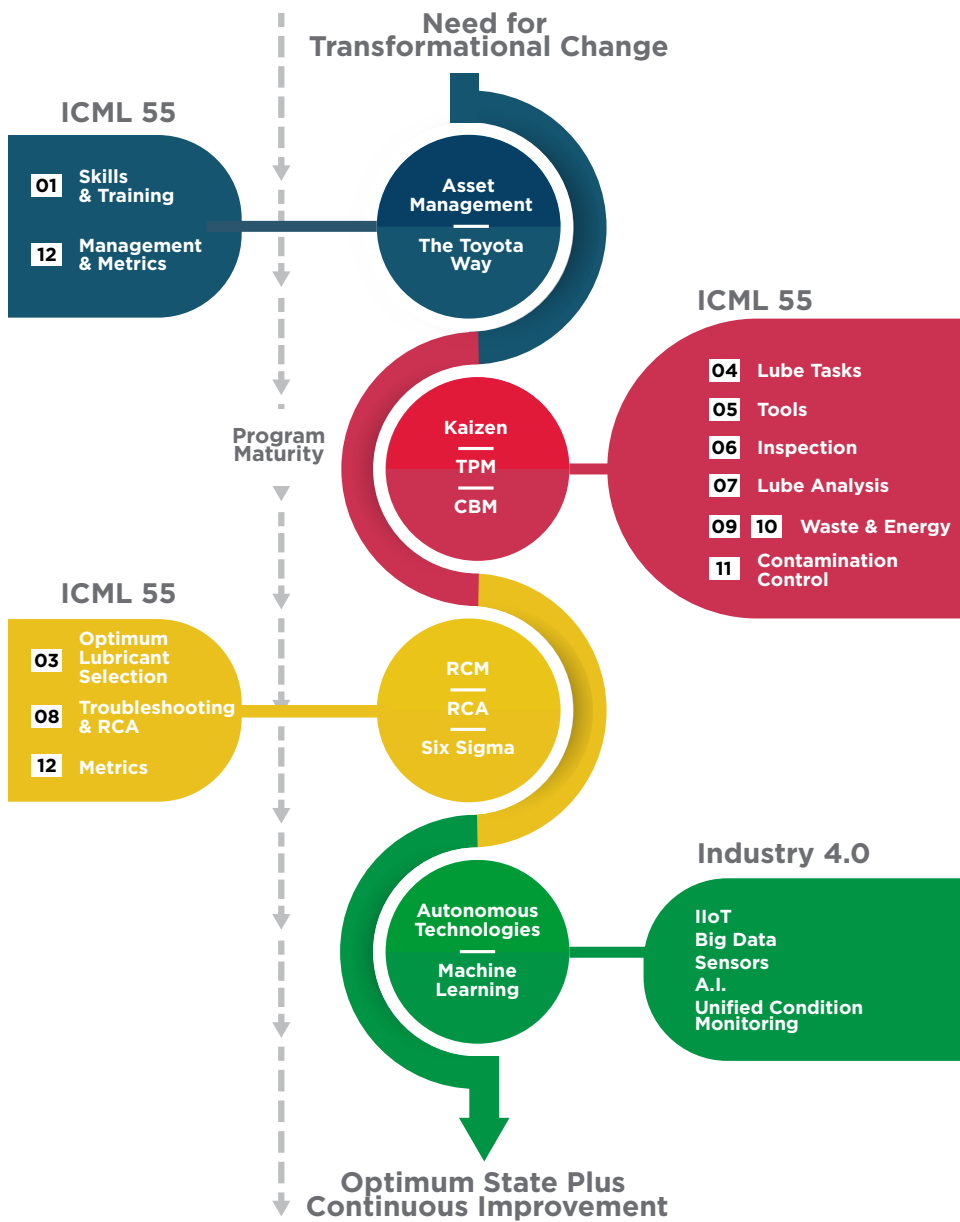 Need for
Transformational Change
ICML 55
01 Skills
& Training
12 Management
& Metrics
Asset
Management
The Toyota
Way
ICML 55
04 Lube Tasks
05 Tools
06 Inspection
07 Lube Analysis
09 10 Waste & Energy
11 Contamination
Control
Program
Maturity
Kaizen
TPM
CBM
ICML 55
03 Optimum
Lubricant
Selection
08 Troubleshooting
& RCA
12 Metrics
RCM
RCA
Six Sigma
Industry 4.0
IIoT
Big Data
Sensors
A.I.
Unified Condition
Monitoring
Autonomous
Technologies
Machine
Learning
Optimum State Plus
Continuous Improvement